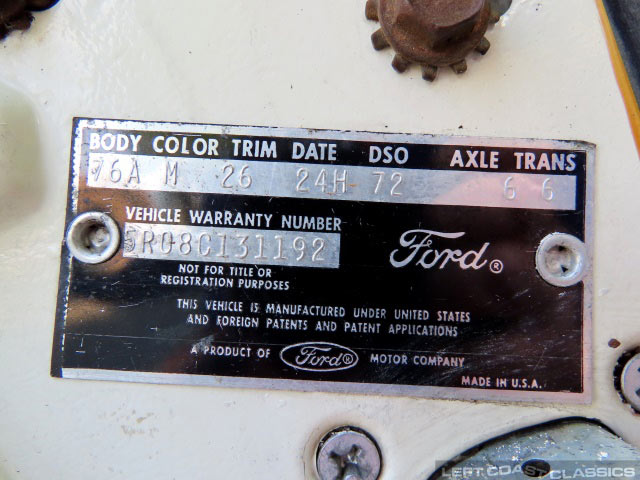 BODY COLOR TRIM DATE DSO AXLE TRANS
76A M 26 24H 72 6 6
VEHICLE WARRANTY NUMBER
5R08C131192
Ford®
NOT FOR TITLE OR
REGISTRATION PURPOSES
THIS VEHICLE IS MANUFACTURED UNDER UNITED STATES
AND FOREIGN PATENTS AND PATENT APPLICATIONS
A PRODUCT OF Ford® MOTOR COMPANY
MADE IN U.S.A.
LEFT COAST CLASSICS